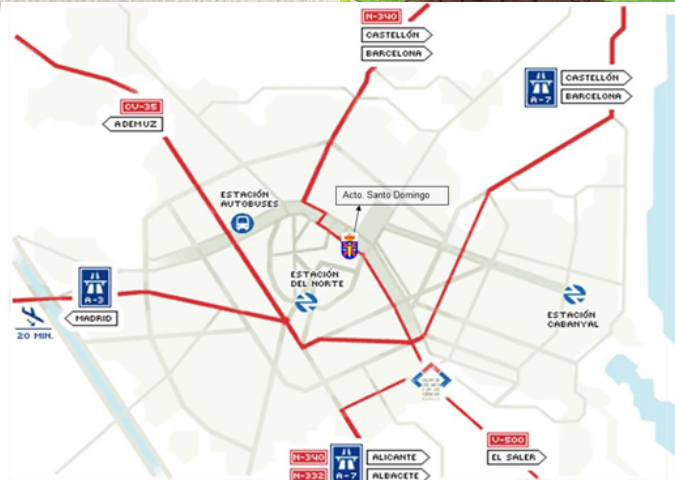 N-340
CASTELLÓN
BARCELONA
A-7
CASTELLÓN
BARCELONA
CV-35
ADEMUZ
ESTACIÓN
AUTOBUSES
Acto. Santo Domingo
ESTACIÓN
DEL NORTE
A-3
MADRID
20 MIN.
ESTACIÓN
CABANYAL
V-500
EL SALER
N-340
N-332
A-7
ALICANTE
ALBACETE